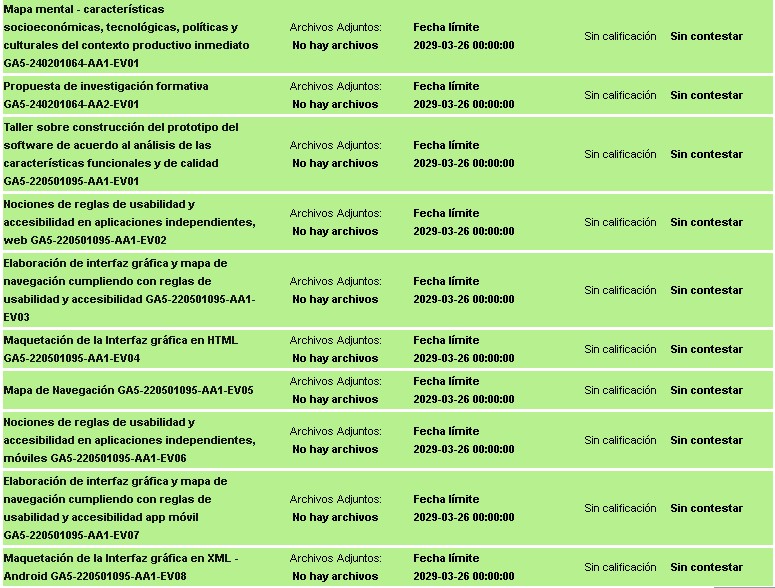 Mapa mental - características
socioeconómicas, tecnológicas, políticas y
culturales del contexto productivo inmediato
GA5-240201064-AA1-EV01
Archivos Adjuntos:
No hay archivos
Fecha límite
2029-03-26 00:00:00
Sin calificación
Sin contestar
Propuesta de investigación formativa
GA5-240201064-AA2-EV01
Archivos Adjuntos:
No hay archivos
Fecha límite
2029-03-26 00:00:00
Sin calificación
Sin contestar
Taller sobre construcción del prototipo del
software de acuerdo al análisis de las
características funcionales y de calidad
GA5-220501095-AA1-EV01
Archivos Adjuntos:
No hay archivos
Fecha límite
2029-03-26 00:00:00
Sin calificación
Sin contestar
Nociones de reglas de usabilidad y
accesibilidad en aplicaciones independientes,
web GA5-220501095-AA1-EV02
Archivos Adjuntos:
No hay archivos
Fecha límite
2029-03-26 00:00:00
Sin calificación
Sin contestar
Elaboración de interfaz gráfica y mapa de
navegación cumpliendo con reglas de
usabilidad y accesibilidad GA5-220501095-AA1-
EV03
Archivos Adjuntos:
No hay archivos
Fecha límite
2029-03-26 00:00:00
Sin calificación
Sin contestar
Maquetación de la Interfaz gráfica en HTML
GA5-220501095-AA1-EV04
Archivos Adjuntos:
No hay archivos
Fecha límite
2029-03-26 00:00:00
Sin calificación
Sin contestar
Mapa de Navegación GA5-220501095-AA1-EV05
Archivos Adjuntos:
No hay archivos
Fecha límite
2029-03-26 00:00:00
Sin calificación
Sin contestar
Nociones de reglas de usabilidad y
accesibilidad en aplicaciones independientes,
móviles GA5-220501095-AA1-EV06
Archivos Adjuntos:
No hay archivos
Fecha límite
2029-03-26 00:00:00
Sin calificación
Sin contestar
Elaboración de interfaz gráfica y mapa de
navegación cumpliendo con reglas de
usabilidad y accesibilidad app móvil
GA5-220501095-AA1-EV07
Archivos Adjuntos:
No hay archivos
Fecha límite
2029-03-26 00:00:00
Sin calificación
Sin contestar
Maquetación de la Interfaz gráfica en XML -
Android GA5-220501095-AA1-EV08
Archivos Adjuntos:
No hay archivos
Fecha límite
2029-03-26 00:00:00
Sin calificación
Sin contestar